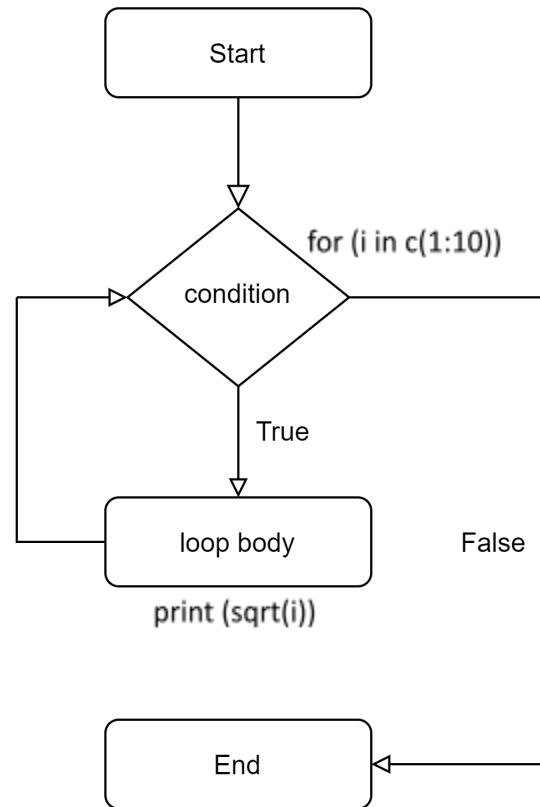 Start
for (i in c(1:10))
condition
True
loop body
False
print (sqrt(i))
End